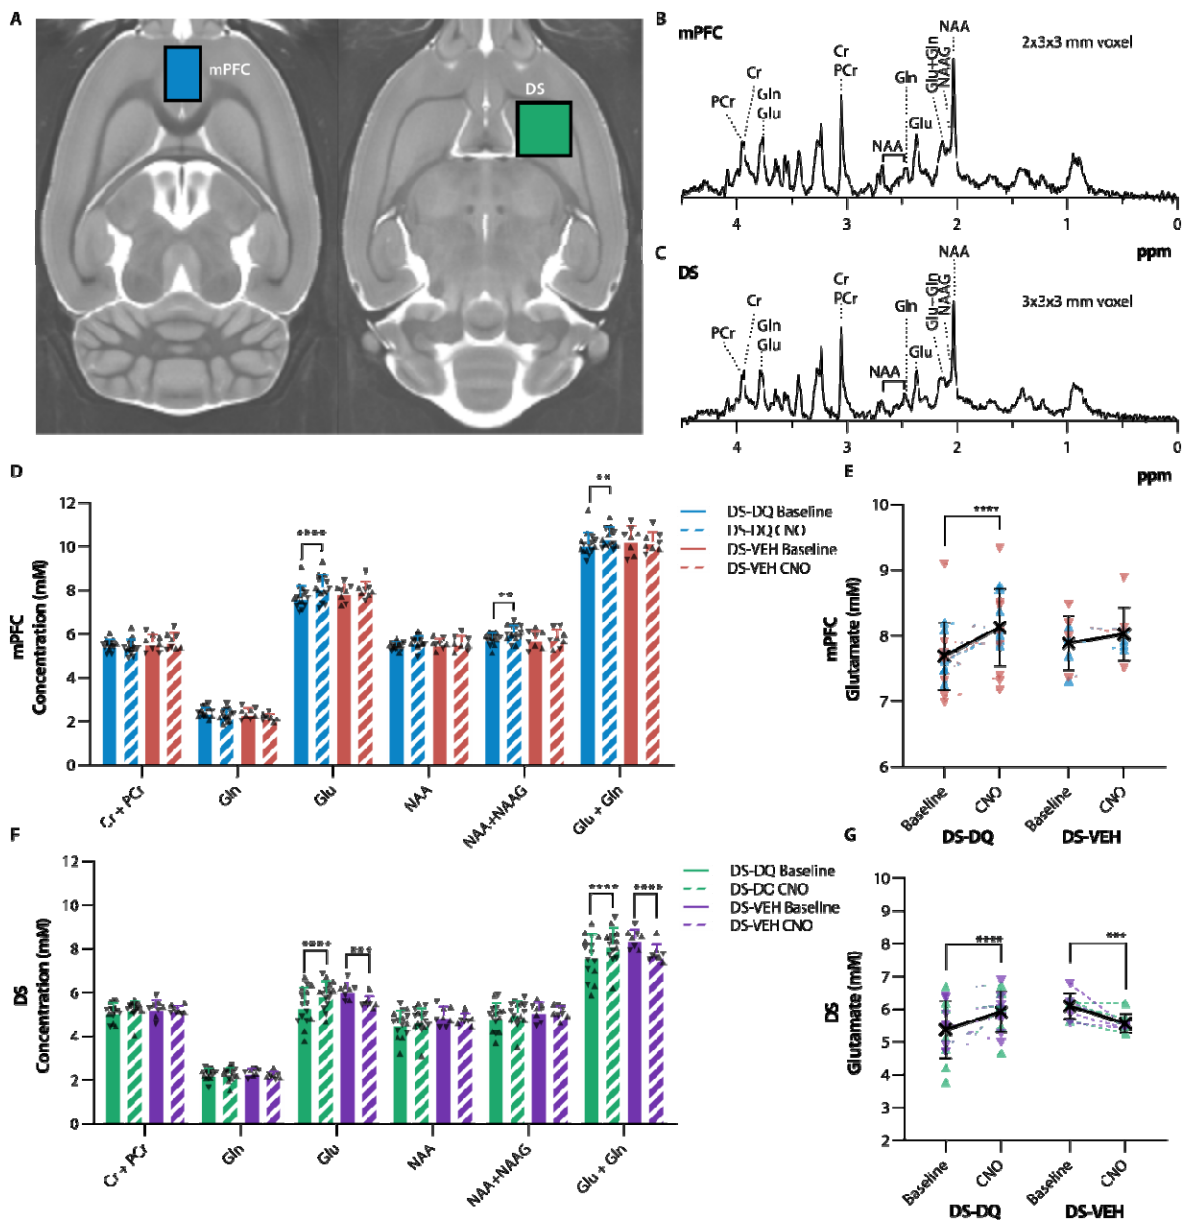 A
mPFC
DS
B
mPFC
2x3x3 mm voxel
PCr
Cr
Gln
Glu
Cr
PCr
NAA
Gln
Glu
Glu+Gln
NAAG
NAA
4
3
2
1
0
ppm
C
DS
3x3x3 mm voxel
PCr
Cr
Gln
Glu
Cr
PCr
NAA
Gln
Glu
Glu–Gln
NAAG
NAA
4
3
2
1
0
ppm
D
mPFC
Concentration (mM)
12
10
8
6
4
2
0
****
**
**
Cr + PCr
Gln
Glu
NAA
NAA+NAAG
Glu + Gln
DS-DQ Baseline
DS-DQ CNO
DS-VEH Baseline
DS-VEH CNO
E
mPFC
Glutamate (mM)
10
9
8
7
6
****
Baseline
CNO
Baseline
CNO
DS-DQ
DS-VEH
F
DS
Concentration (mM)
12
10
8
6
4
2
0
****
***
****
****
Cr + PCr
Gln
Glu
NAA
NAA+NAAG
Glu + Gln
DS-DQ Baseline
DS-DQ CNO
DS-VEH Baseline
DS-VEH CNO
G
DS
Glutamate (mM)
10
9
8
7
6
5
4
3
2
****
***
Baseline
CNO
Baseline
CNO
DS-DQ
DS-VEH